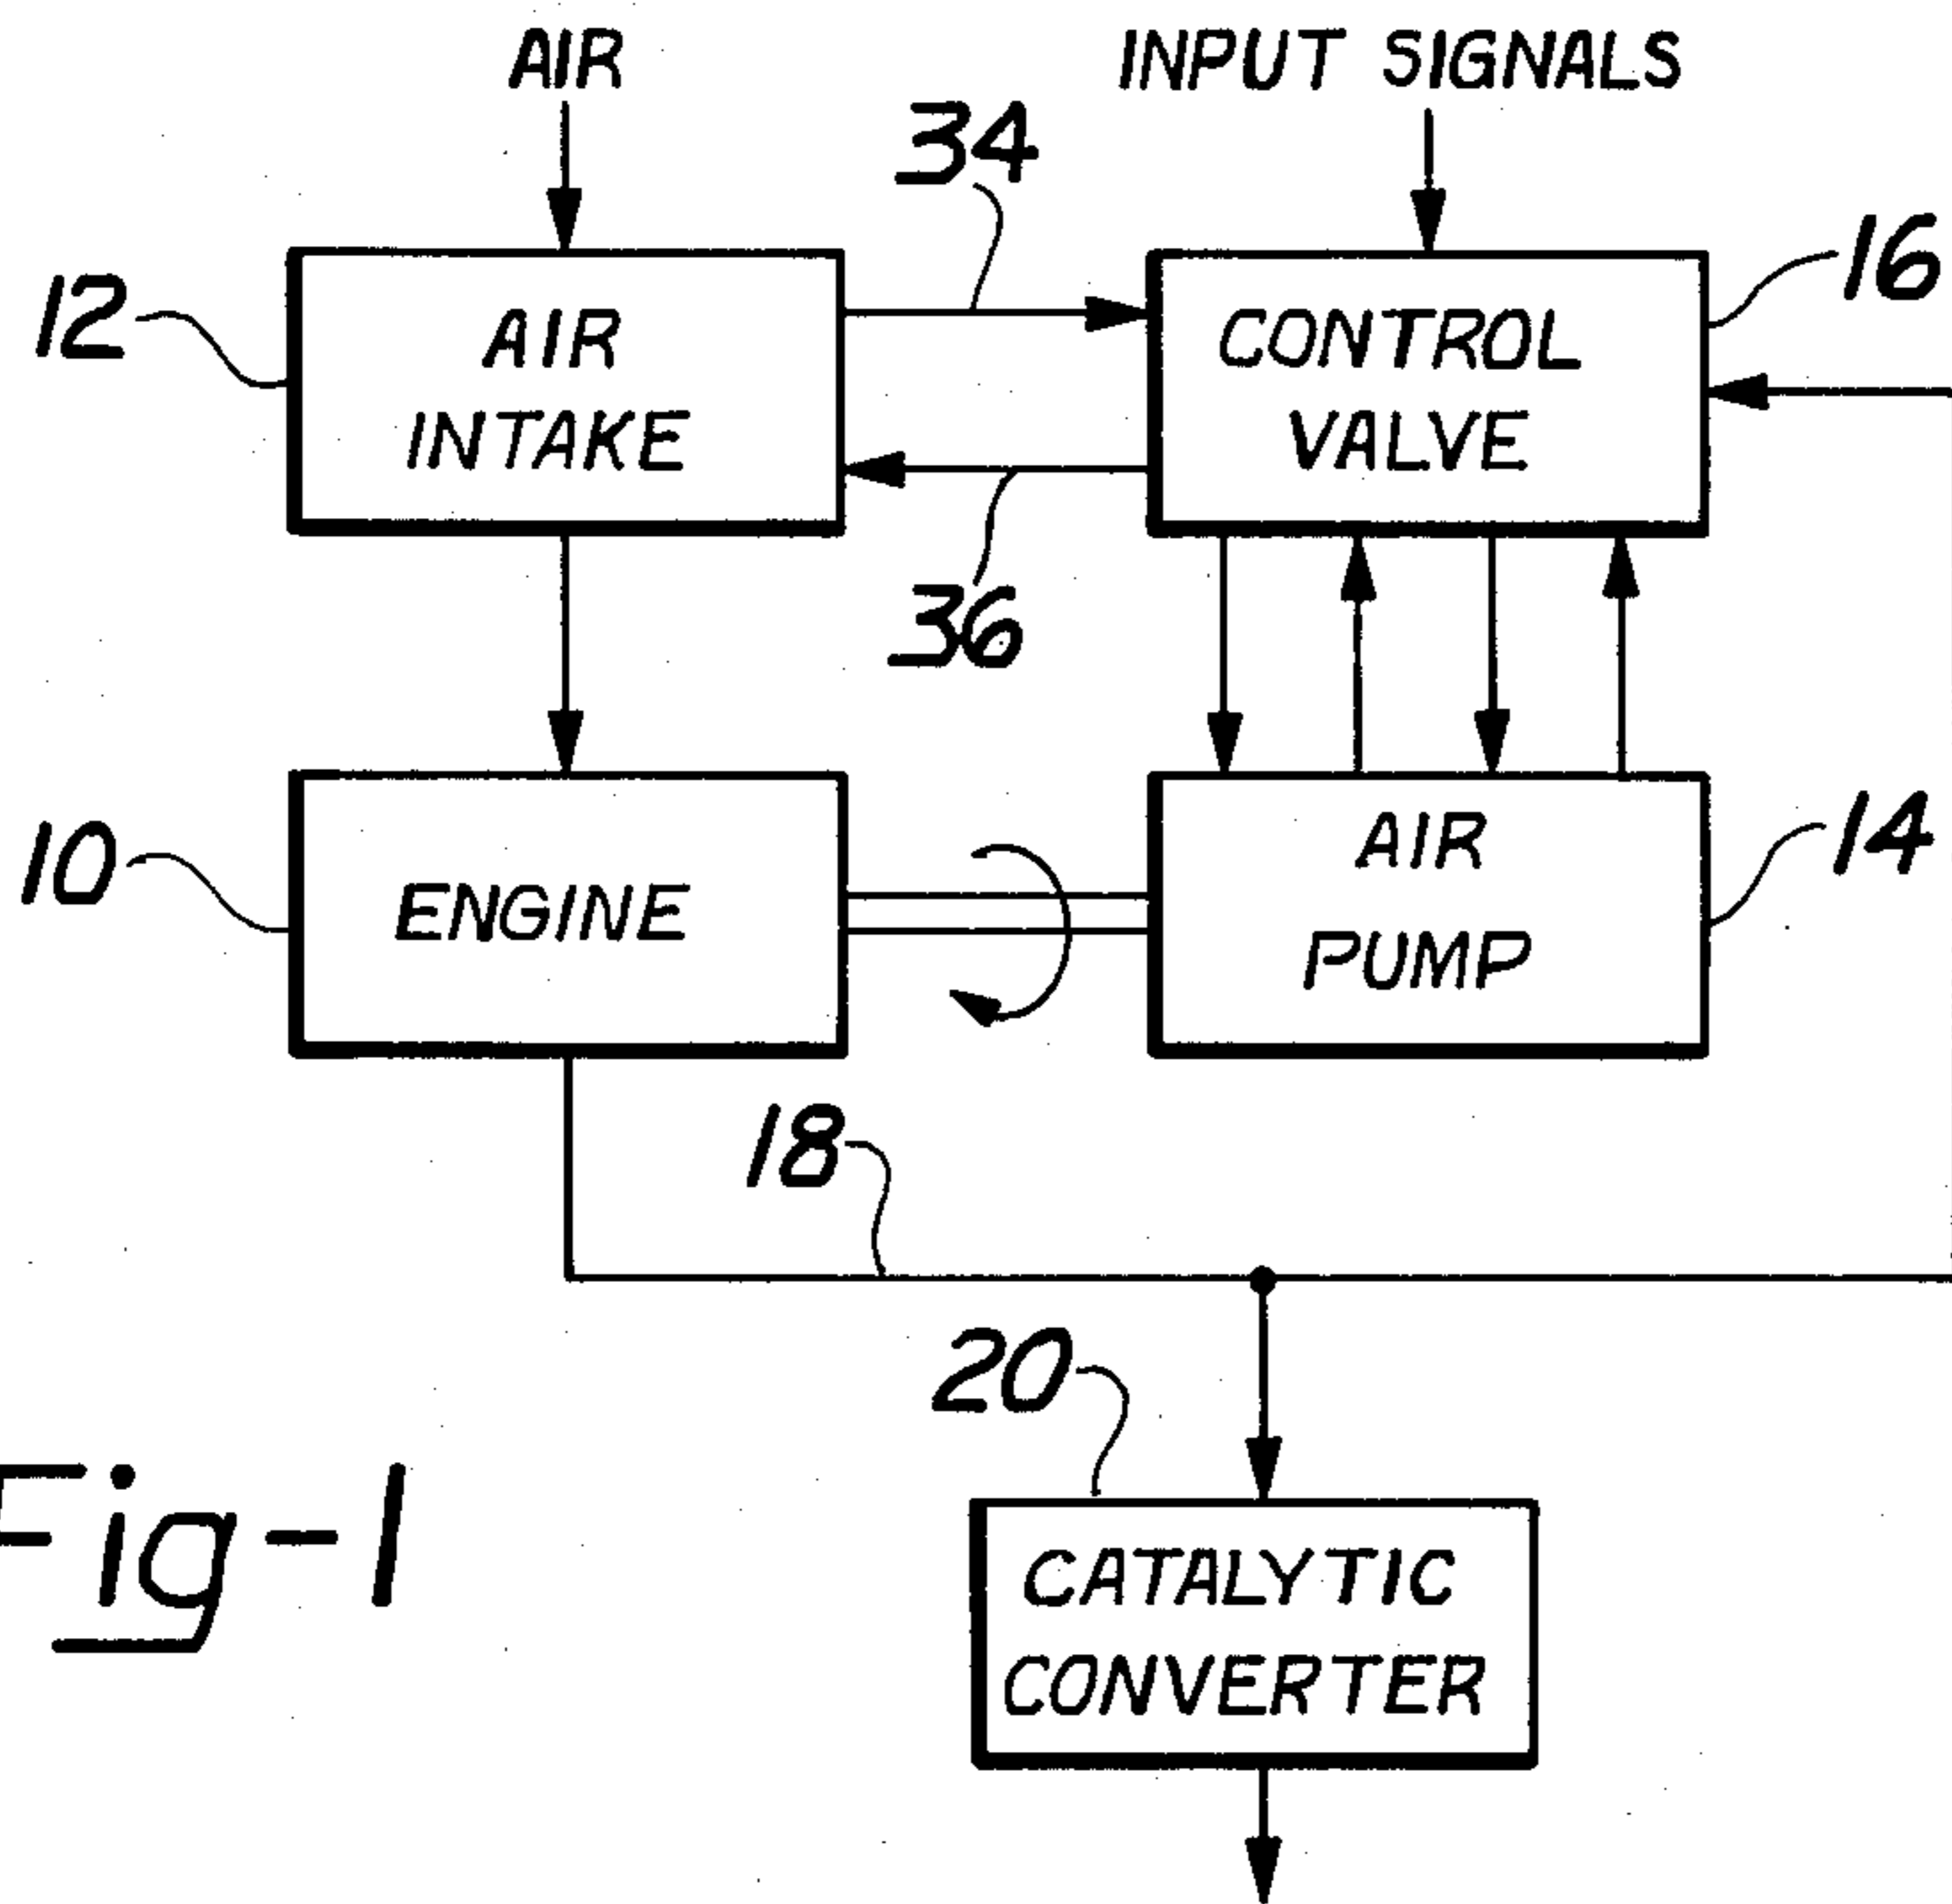 AIR
INPUT SIGNALS
34
12
AIR
INTAKE
CONTROL
VALVE
16
36
10
ENGINE
AIR
PUMP
14
18
20
Fig-1
CATALYTIC
CONVERTER